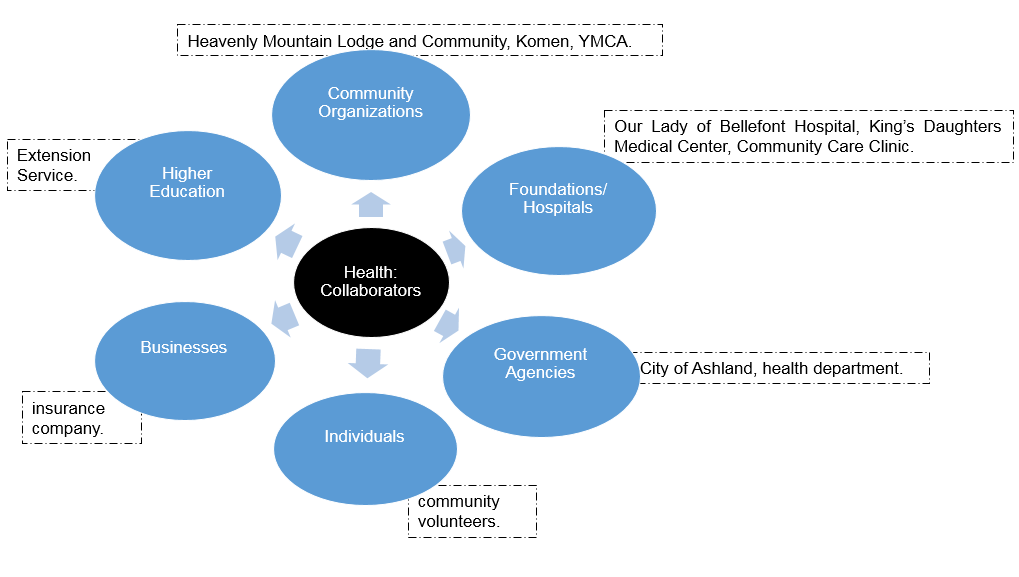 Heavenly Mountain Lodge and Community, Komen, YMCA.
Community
Organizations
Our Lady of Bellefont Hospital, King’s Daughters
Medical Center, Community Care Clinic.
Extension
Service.
Higher
Education
Foundations/
Hospitals
Health:
Collaborators
Businesses
Government
Agencies
City of Ashland, health department.
insurance
company.
Individuals
community
volunteers.